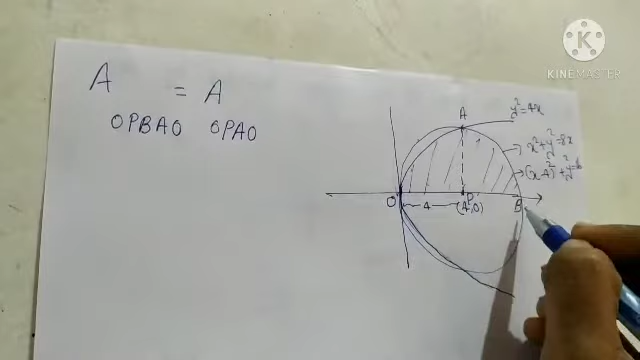 A = A
OPBAO OPAO
A
y² = 4x
x² + y² = 8x
(x-4)² + y² = 16
O
4
P
(4,0)
B
K
KINEMASTER